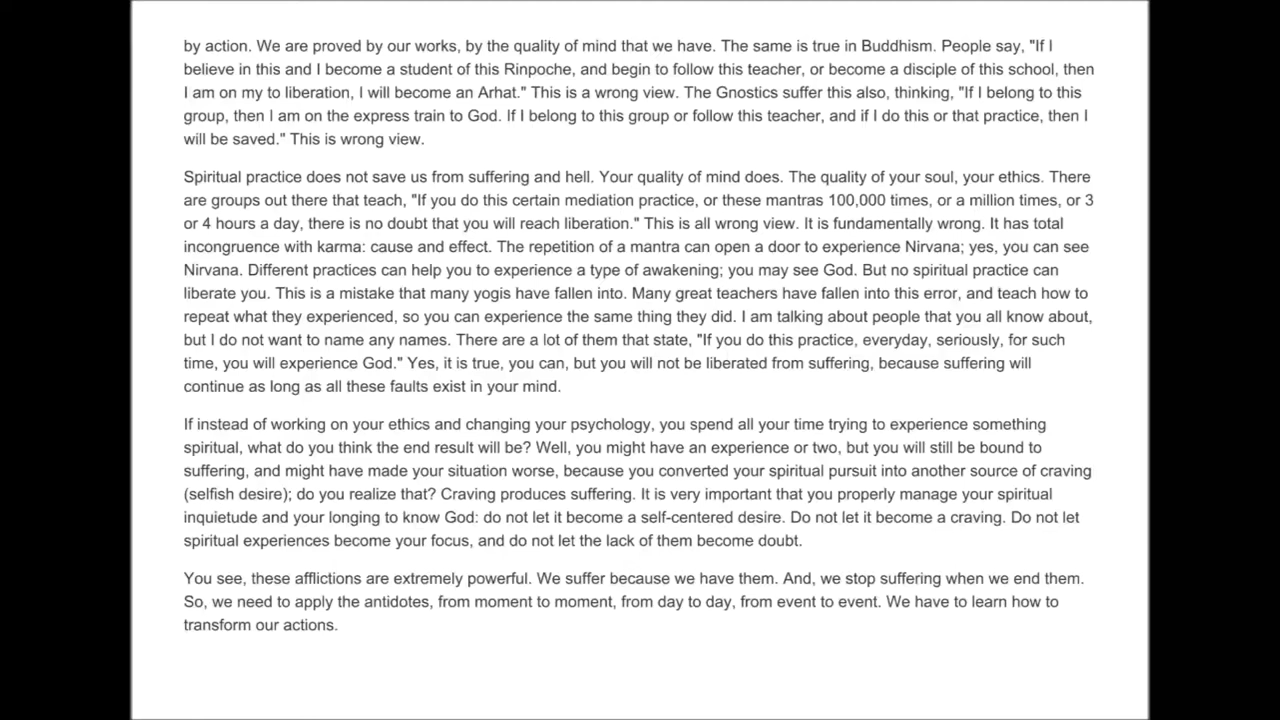 by action. We are proved by our works, by the quality of mind that we have. The same is true in Buddhism. People say, "If I
believe in this and I become a student of this Rinpoche, and begin to follow this teacher, or become a disciple of this school, then
I am on my to liberation, I will become an Arhat." This is a wrong view. The Gnostics suffer this also, thinking, "If I belong to this
group, then I am on the express train to God. If I belong to this group or follow this teacher, and if I do this or that practice, then I
will be saved." This is wrong view.
Spiritual practice does not save us from suffering and hell. Your quality of mind does. The quality of your soul, your ethics. There
are groups out there that teach, "If you do this certain mediation practice, or these mantras 100,000 times, or a million times, or 3
or 4 hours a day, there is no doubt that you will reach liberation." This is all wrong view. It is fundamentally wrong. It has total
incongruence with karma: cause and effect. The repetition of a mantra can open a door to experience Nirvana; yes, you can see
Nirvana. Different practices can help you to experience a type of awakening; you may see God. But no spiritual practice can
liberate you. This is a mistake that many yogis have fallen into. Many great teachers have fallen into this error, and teach how to
repeat what they experienced, so you can experience the same thing they did. I am talking about people that you all know about,
but I do not want to name any names. There are a lot of them that state, "If you do this practice, everyday, seriously, for such
time, you will experience God." Yes, it is true, you can, but you will not be liberated from suffering, because suffering will
continue as long as all these faults exist in your mind.
If instead of working on your ethics and changing your psychology, you spend all your time trying to experience something
spiritual, what do you think the end result will be? Well, you might have an experience or two, but you will still be bound to
suffering, and might have made your situation worse, because you converted your spiritual pursuit into another source of craving
(selfish desire); do you realize that? Craving produces suffering. It is very important that you properly manage your spiritual
inquietude and your longing to know God: do not let it become a self-centered desire. Do not let it become a craving. Do not let
spiritual experiences become your focus, and do not let the lack of them become doubt.
You see, these afflictions are extremely powerful. We suffer because we have them. And, we stop suffering when we end them.
So, we need to apply the antidotes, from moment to moment, from day to day, from event to event. We have to learn how to
transform our actions.